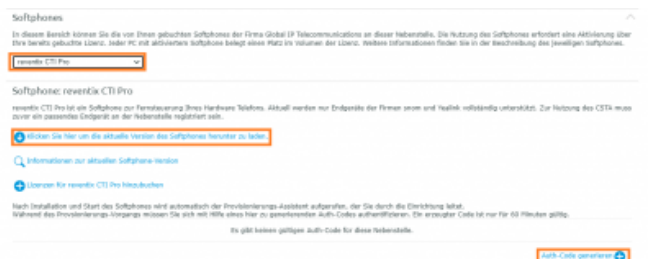 Softphones
In diesem Bereich können Sie die von Ihnen gebuchten Softphones der Firma Global IP Telecommunications an dieser Nebenstelle. Die Nutzung des Softphones erfordert eine Aktivierung über
Ihre bereits gebuchte Lizenz. Jeder PC mit aktiviertem Softphone belegt einen Platz im Volumen der Lizenz. Weitere Informationen finden Sie in der Beschreibung des jeweiligen Softphones.
reventix CTI Pro
Softphone: reventix CTI Pro
reventix CTI Pro ist ein Softphone zur Fernsteuerung Ihres Hardware Telefons. Aktuell werden nur Endgeräte der Firmen snom und Yealink vollständig unterstützt. Zur Nutzung des CSTA muss
zuvor ein passendes Endgerät an der Nebenstelle registriert sein.
Klicken Sie hier um die aktuelle Version des Softphones herunter zu laden.
Informationen zur aktuellen Softphone-Version
Lizenzen für reventix CTI Pro hinzubuchen
Nach Installation und Start des Softphones wird automatisch der Provisionierungs-Assistent aufgerufen, der Sie durch die Einrichtung leitet.
Während des Provisionierungs-Vorgangs müssen Sie sich mit Hilfe eines hier zu generierenden Auth-Codes authentifizieren. Ein erzeugter Code ist nur für 60 Minuten gültig.
Es gibt keinen gültigen Auth-Code für diese Nebenstelle.
Auth-Code generieren